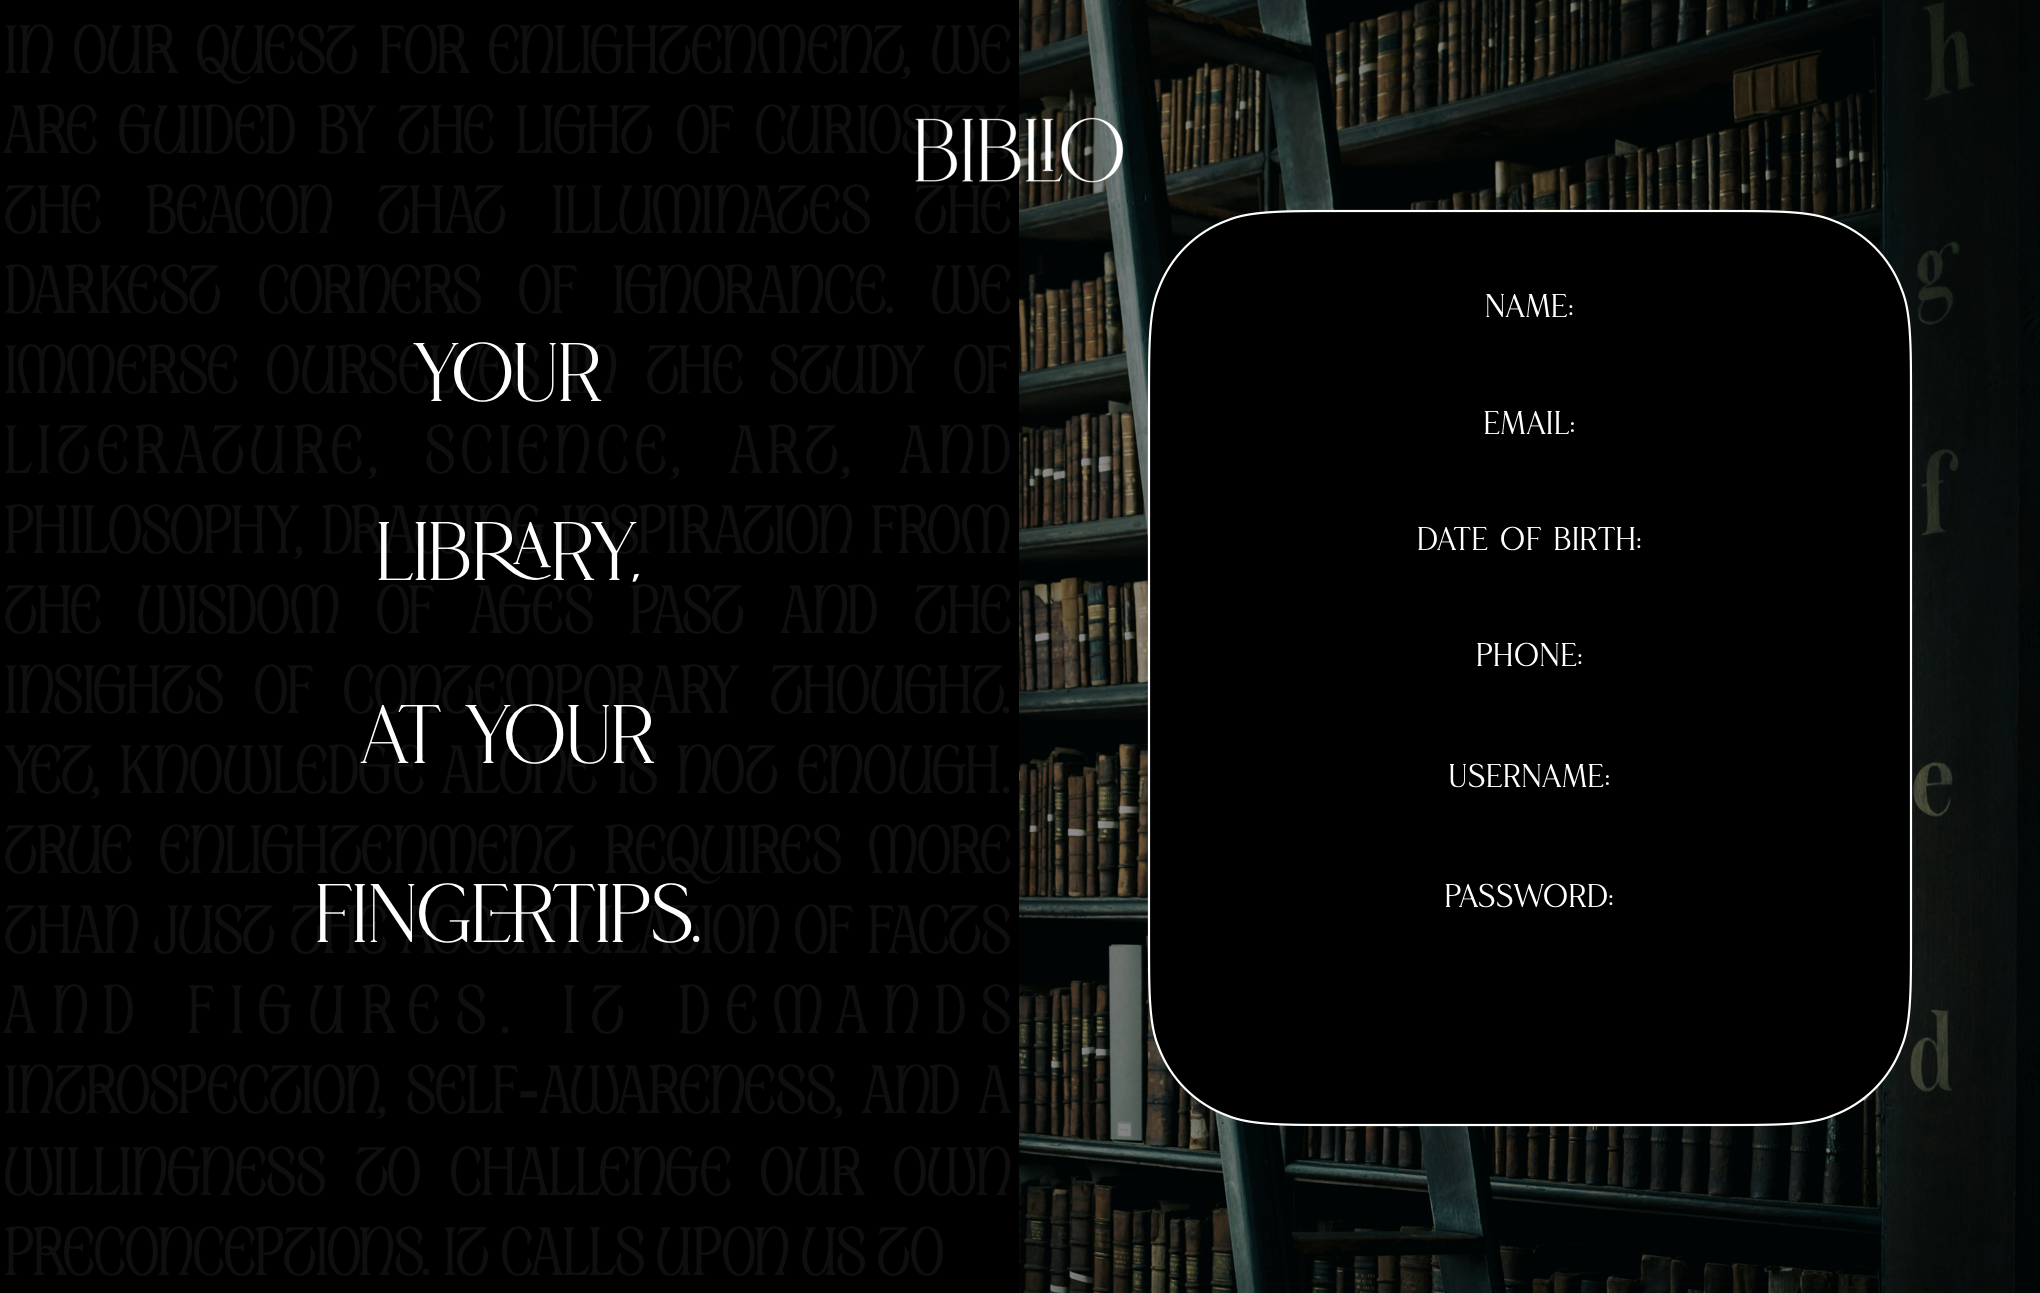 IN OUR QUEST FOR ENLIGHTENMENT, WE
ARE GUIDED BY THE LIGHT OF CURIOSITY,
THE BEACON THAT ILLUMINATES THE
DARKEST CORNERS OF IGNORANCE. WE
IMMERSE OURSELVES IN THE STUDY OF
LITERATURE, SCIENCE, ART, AND
PHILOSOPHY, DRAWING INSPIRATION FROM
THE WISDOM OF AGES PAST AND THE
INSIGHTS OF CONTEMPORARY THOUGHT.
YET, KNOWLEDGE ALONE IS NOT ENOUGH.
TRUE ENLIGHTENMENT REQUIRES MORE
THAN JUST THE ACCUMULATION OF FACTS
AND FIGURES. IT DEMANDS
INTROSPECTION, SELF-AWARENESS, AND A
WILLINGNESS TO CHALLENGE OUR OWN
PRECONCEPTIONS. IT CALLS UPON US TO
BIBLIO
YOUR
LIBRARY,
AT YOUR
FINGERTIPS.
NAME:
EMAIL:
DATE OF BIRTH:
PHONE:
USERNAME:
PASSWORD:
h
g
f
e
d